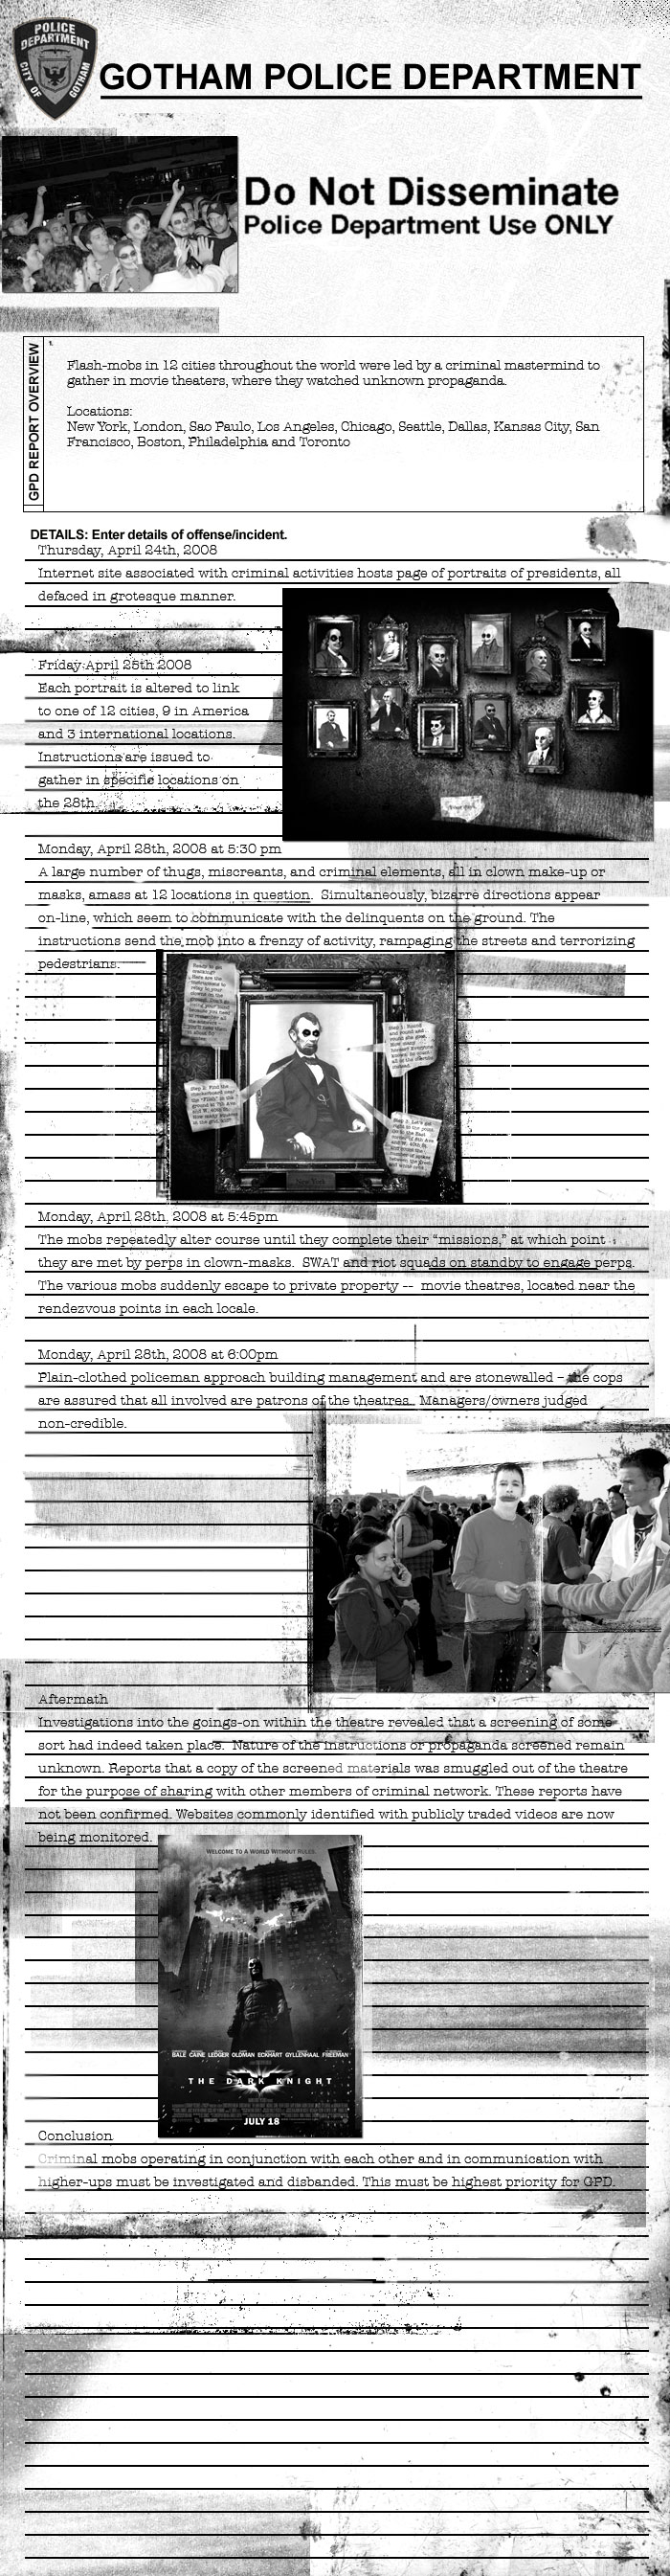 POLICE
DEPARTMENT
CITY OF GOTHAM
GOTHAM POLICE DEPARTMENT
Do Not Disseminate
Police Department Use ONLY
GPD REPORT OVERVIEW
Flash-mobs in 12 cities throughout the world were led by a criminal mastermind to
gather in movie theaters, where they watched unknown propaganda.
Locations:
New York, London, Sao Paulo, Los Angeles, Chicago, Seattle, Dallas, Kansas City, San
Francisco, Boston, Philadelphia and Toronto
DETAILS: Enter details of offense/incident.
Thursday, April 24th, 2008
Internet site associated with criminal activities hosts page of portraits of presidents, all
defaced in grotesque manner.
Friday April 25th 2008
Each portrait is altered to link
to one of 12 cities, 9 in America
and 3 international locations.
Instructions are issued to
gather in specific locations on
the 28th
Monday, April 28th, 2008 at 5:30 pm
A large number of thugs, miscreants, and criminal elements, all in clown make-up or
masks, amass at 12 locations in question. Simultaneously, bizarre directions appear
on-line, which seem to communicate with the delinquents on the ground. The
instructions send the mob into a frenzy of activity, rampaging the streets and terrorizing
pedestrians.
New York
Monday, April 28th, 2008 at 5:45pm
The mobs repeatedly alter course until they complete their “missions,” at which point
they are met by perps in clown-masks. SWAT and riot squads on standby to engage perps.
The various mobs suddenly escape to private property -- movie theatres, located near the
rendezvous points in each locale.
Monday, April 28th, 2008 at 6:00pm
Plain-clothed policeman approach building management and are stonewalled – the cops
are assured that all involved are patrons of the theatres. Managers/owners judged
non-credible.
Aftermath
Investigations into the goings-on within the theatre revealed that a screening of some
sort had indeed taken place. Nature of the instructions or propaganda screened remain
unknown. Reports that a copy of the screened materials was smuggled out of the theatre
for the purpose of sharing with other members of criminal network. These reports have
not been confirmed. Websites commonly identified with publicly traded videos are now
being monitored.
WELCOME TO A WORLD WITHOUT RULES.
BALE CAINE LEDGER OLDMAN ECKHART GYLLENHAAL FREEMAN
THE DARK KNIGHT
JULY 18
Conclusion
Criminal mobs operating in conjunction with each other and in communication with
higher-ups must be investigated and disbanded. This must be highest priority for GPD.